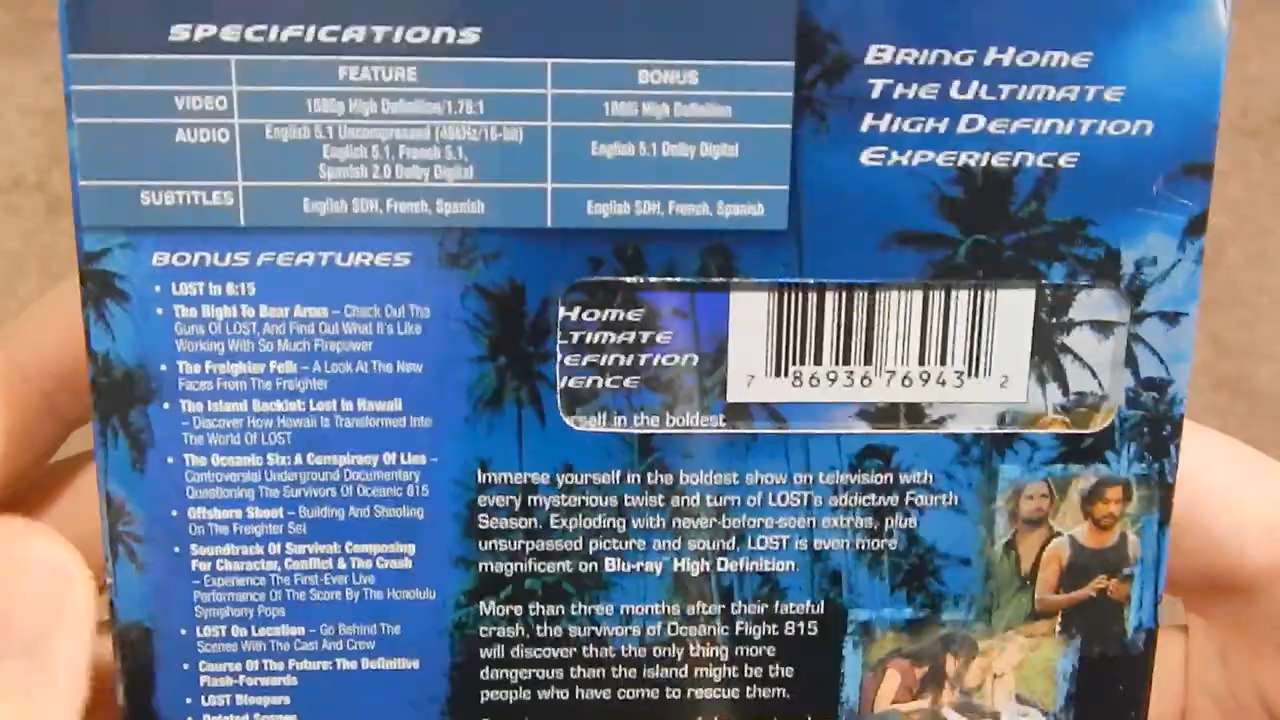 SPECIFICATIONS
FEATURE BONUS
VIDEO 1080p High Definition/1.78:1 High Definition
AUDIO English 5.1 Uncompressed (48kHz/16-bit)
English 5.1, French 5.1,
Spanish 2.0 Dolby Digital
English 5.1 Dolby Digital
SUBTITLES English SDH, French, Spanish English SDH, French, Spanish
BRING HOME
THE ULTIMATE
HIGH DEFINITION
EXPERIENCE
BONUS FEATURES
• LOST In 8:15
• The Right To Bear Arms – Check Out The
Guns Of LOST, And Find Out What It's Like
Working With So Much Firepower
• The Freighter Folk – A Look At The New
Faces From The Freighter
• The Island Backlot: Lost In Hawaii
– Discover How Hawaii Is Transformed Into
The World Of LOST
• The Oceanic Six: A Conspiracy Of Lies –
Controversial Underground Documentary
Questioning The Survivors Of Oceanic 815
• Offshore Shoot – Building And Shooting
On The Freighter Set
• Soundtrack Of Survival: Composing
For Character, Conflict & The Crash
– Experience The First-Ever Live
Performance Of The Score By The Honolulu
Symphony Pops
• LOST On Location – Go Behind The
Scenes With The Cast And Crew
• Course Of The Future: The Definitive
Flash-Forwards
• LOST Bloopers
• Deleted Scenes
HOME
LTIMATE
EFINITION
IENCE
rself in the boldest
7 86936 76943 2
Immerse yourself in the boldest show on television with
every mysterious twist and turn of LOST's addictive Fourth
Season. Exploding with never-before-seen extras, plus
unsurpassed picture and sound, LOST is even more
magnificent on Blu-ray High Definition.
More than three months after their fateful
crash, the survivors of Oceanic Flight 815
will discover that the only thing more
dangerous than the island might be the
people who have come to rescue them.